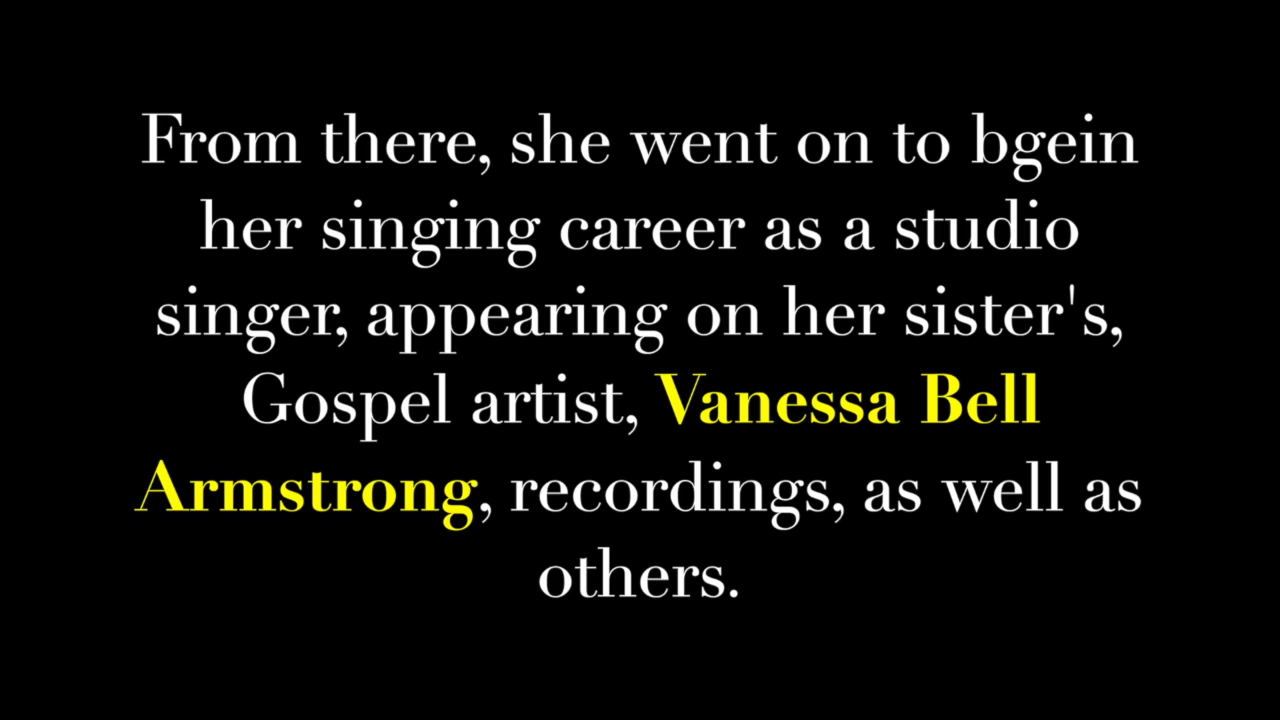 From there, she went on to bgein
her singing career as a studio
singer, appearing on her sister's,
Gospel artist, Vanessa Bell
Armstrong, recordings, as well as
others.